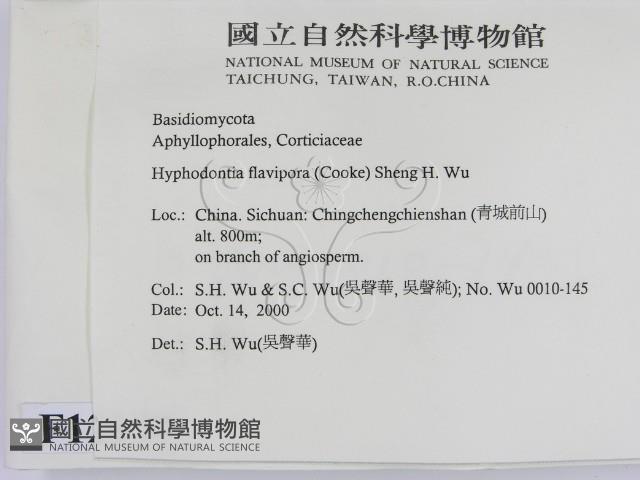 國立自然科學博物館
NATIONAL MUSEUM OF NATURAL SCIENCE
TAICHUNG, TAIWAN, R.O.CHINA
Basidiomycota
Aphyllophorales, Corticiaceae
Hyphodontia flavipora (Cooke) Sheng H. Wu
Loc.: China. Sichuan: Chingchengchienshan (青城前山)
alt. 800m;
on branch of angiosperm.
Col.: S.H. Wu & S.C. Wu(吳聲華, 吳聲純); No. Wu 0010-145
Date: Oct. 14, 2000
Det.: S.H. Wu(吳聲華)
國立自然科學博物館
NATIONAL MUSEUM OF NATURAL SCIENCE